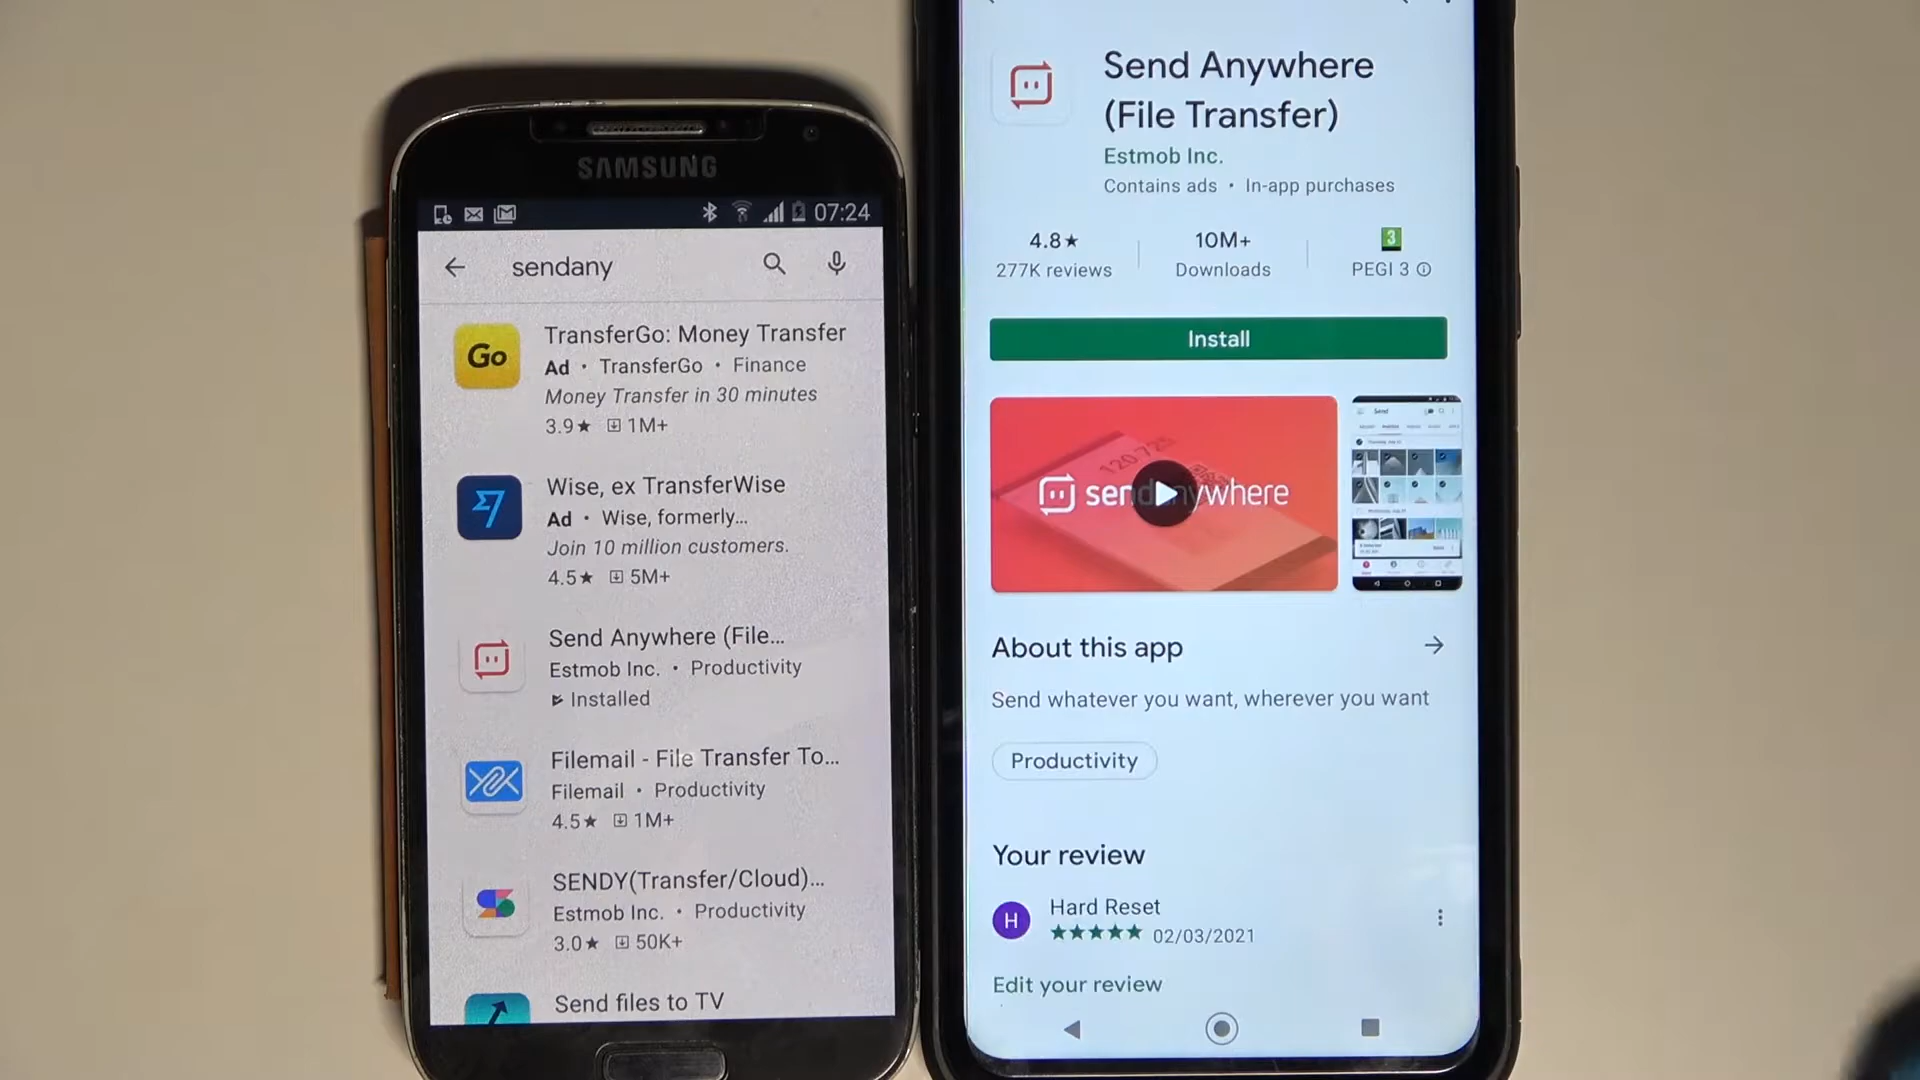 SAMSUNG
07:24
sendany
Go
TransferGo: Money Transfer
Ad • TransferGo • Finance
Money Transfer in 30 minutes
3.9★ 1M+
Wise, ex TransferWise
Ad • Wise, formerly...
Join 10 million customers.
4.5★ 5M+
Send Anywhere (File...
Estmob Inc. • Productivity
Installed
Filemail - File Transfer To...
Filemail • Productivity
4.5★ 1M+
SENDY(Transfer/Cloud)...
Estmob Inc. • Productivity
3.0★ 50K+
Send files to TV
Send Anywhere
(File Transfer)
Estmob Inc.
Contains ads • In-app purchases
4.8★
277K reviews
10M+
Downloads
3
PEGI 3
Install
120 72
Send
About this app
Send whatever you want, wherever you want
Productivity
Your review
H
Hard Reset
★★★★★ 02/03/2021
Edit your review